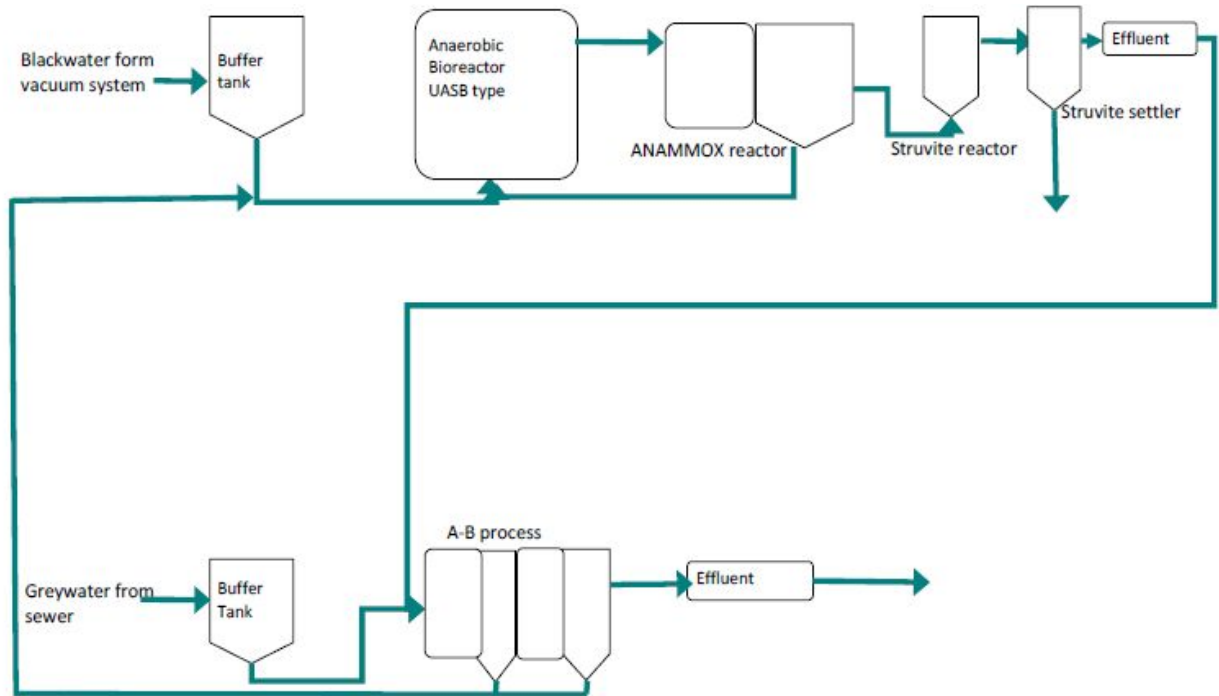 Blackwater form
vacuum system
Buffer
tank
Anaerobic
Bioreactor
UASB type
ANAMMOX reactor
Struvite reactor
Struvite settler
Effluent
A-B process
Greywater from
sewer
Buffer
Tank
Effluent